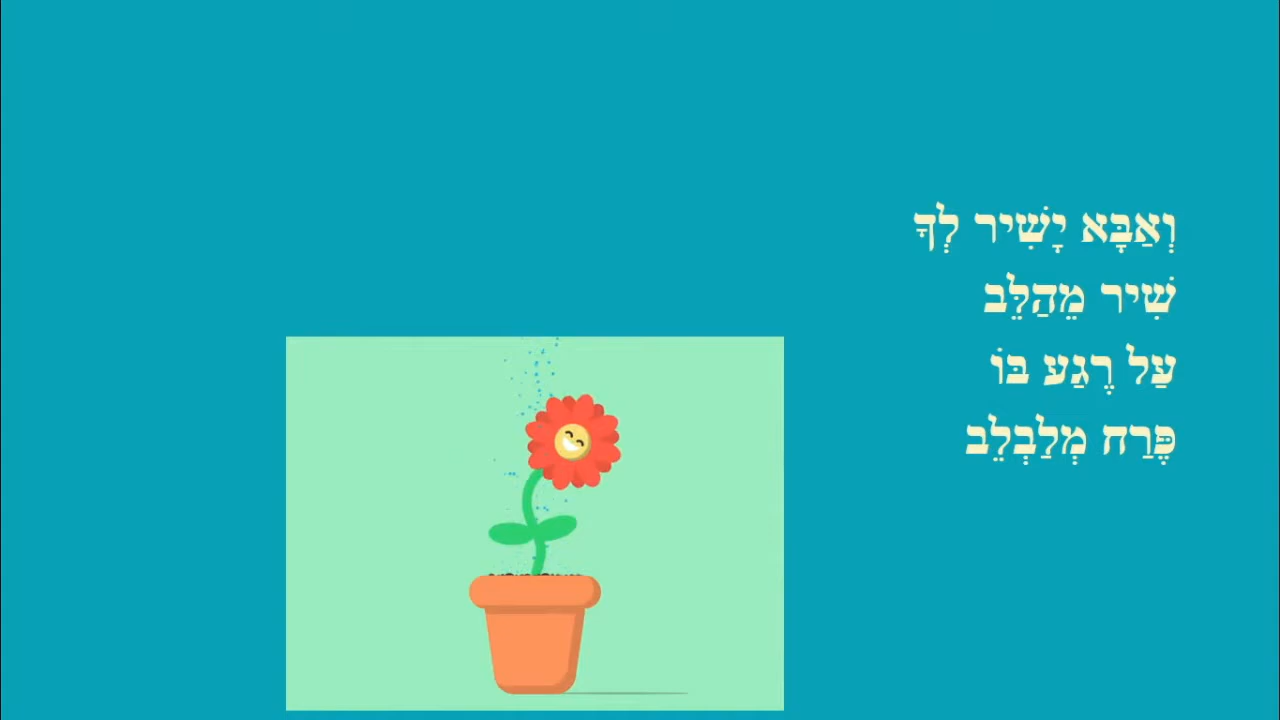 וְאַבָּא יָשִׁיר לְךָ
שִׁיר מֵהַלֵּב
עַל רֶגַע בּוֹ
פֶּרַח מְלַבְלֵב